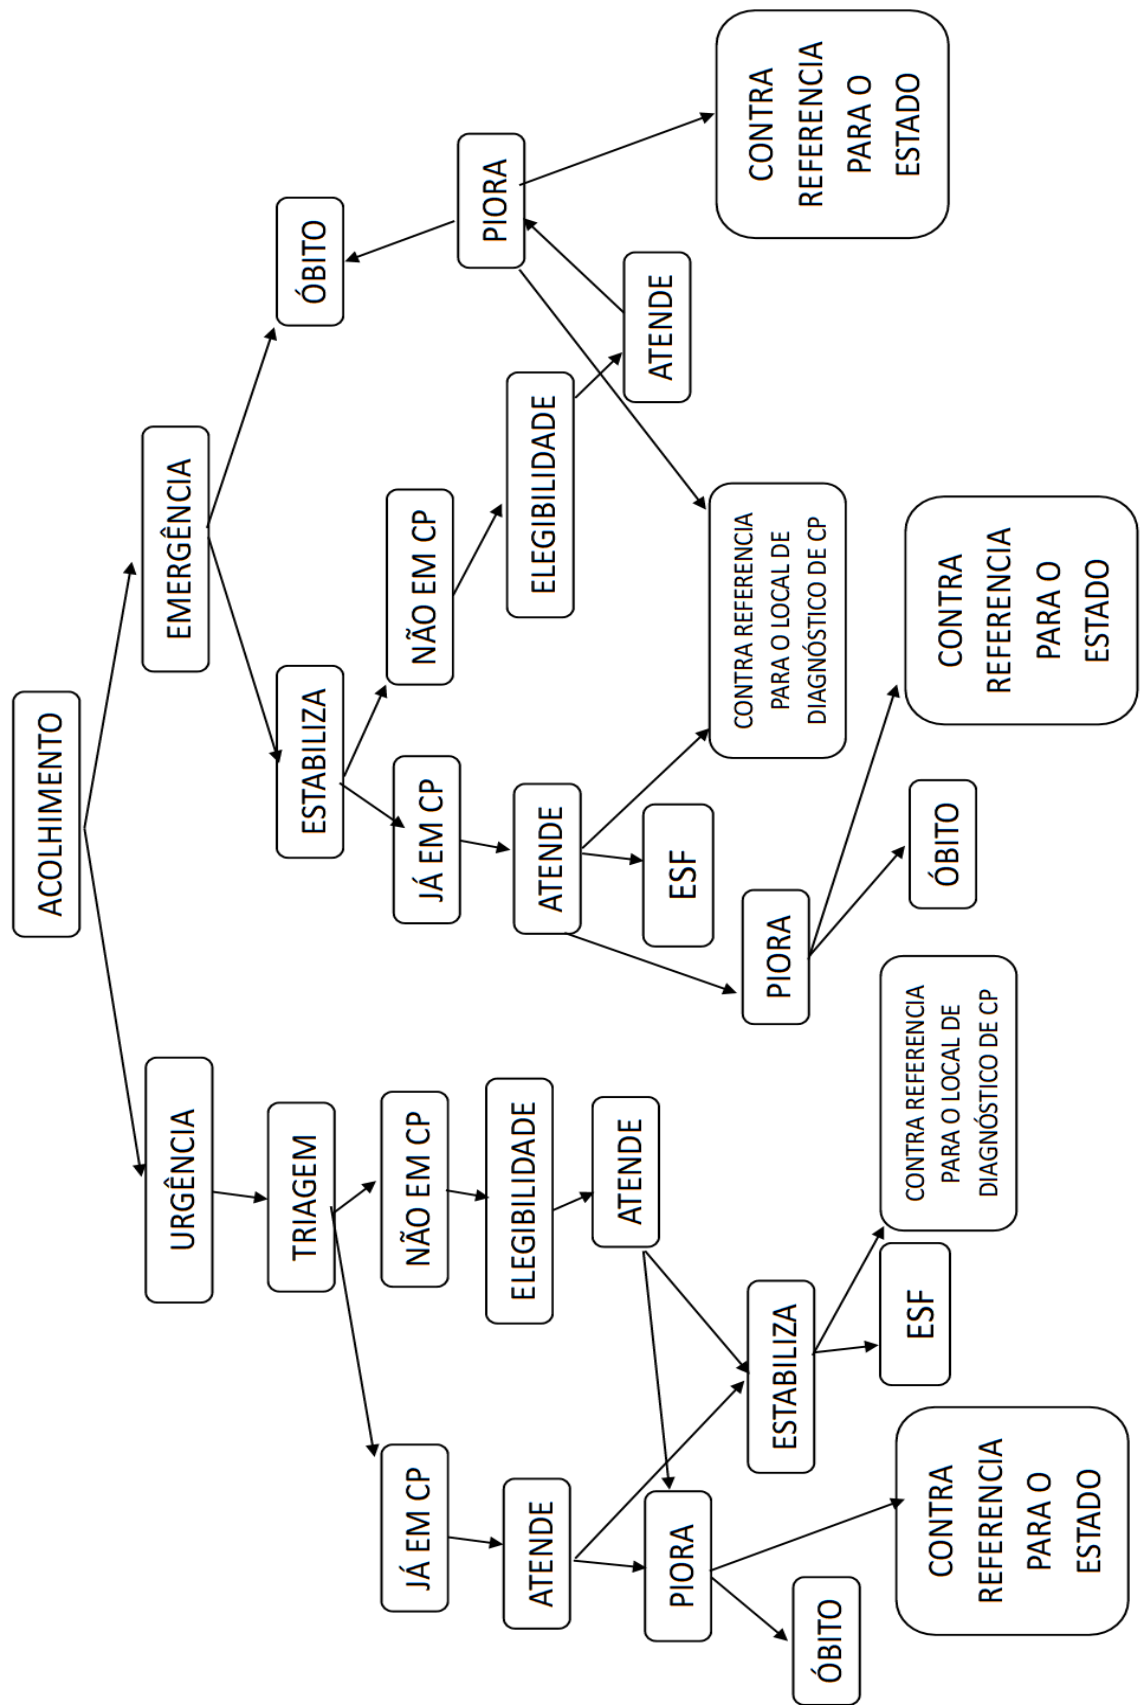 ACOLHIMENTO
URGÊNCIA
EMERGÊNCIA
TRIAGEM
ESTABILIZA
ÓBITO
JÁ EM CP
NÃO EM CP
JÁ EM CP
NÃO EM CP
ATENDE
ELEGIBILIDADE
ATENDE
ELEGIBILIDADE
PIORA
PIORA
ATENDE
ESF
ATENDE
ÓBITO
ESTABILIZA
PIORA
CONTRA REFERENCIA
PARA O LOCAL DE
DIAGNÓSTICO DE CP
CONTRA
REFERENCIA
PARA O
ESTADO
CONTRA
REFERENCIA
PARA O
ESTADO
ESF
CONTRA REFERENCIA
PARA O LOCAL DE
DIAGNÓSTICO DE CP
ÓBITO
CONTRA
REFERENCIA
PARA O
ESTADO